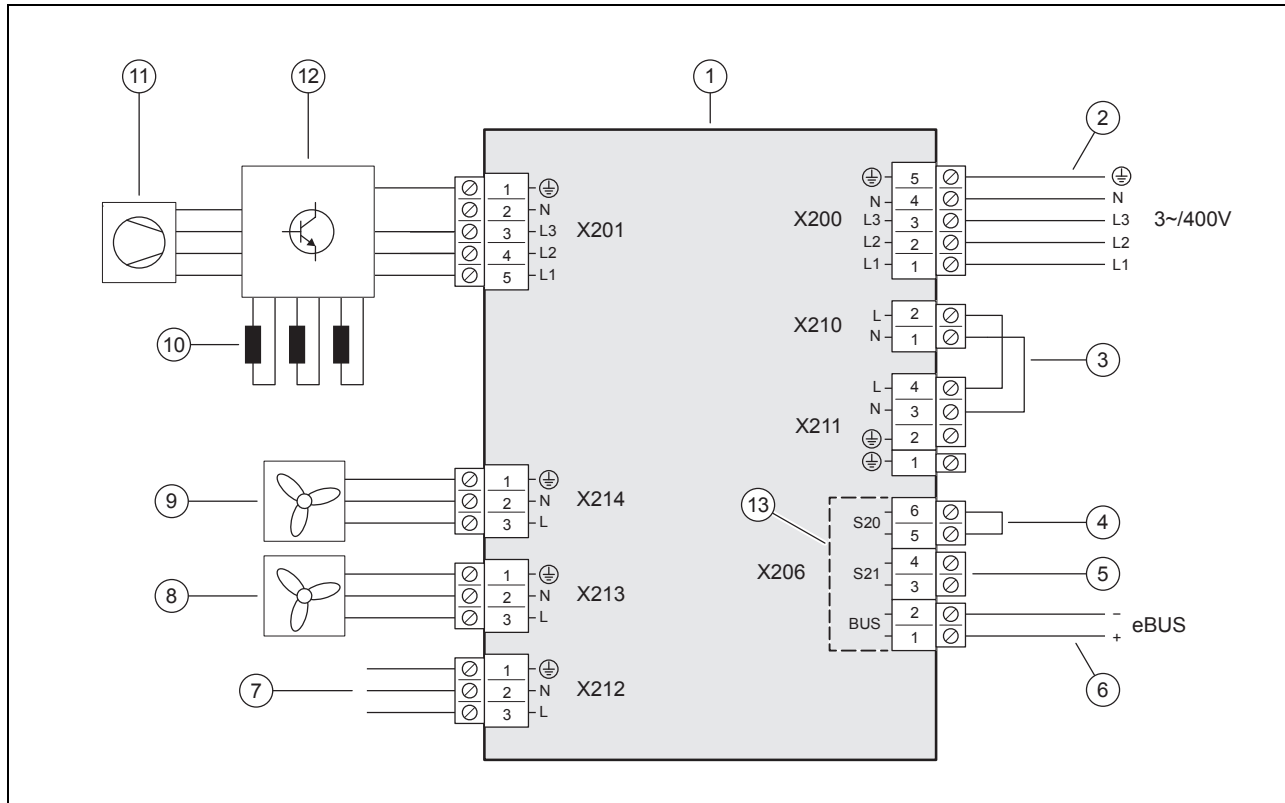 11
12
1
2
1
2 N
3 L3
4 L2
5 L1
X201
X200
5
N 4 N
L3 3 L3
L2 2 L2
L1 1 L1
3~/400V
10
X210
L 2
N 1
3
X211
L 4
N 3
2
1
9
1
2 N
3 L
X214
13
X206
S20
6
5
4
S21
4
3
5
BUS
2 –
1 +
eBUS
6
8
1
2 N
3 L
X213
7
1
2 N
3 L
X212